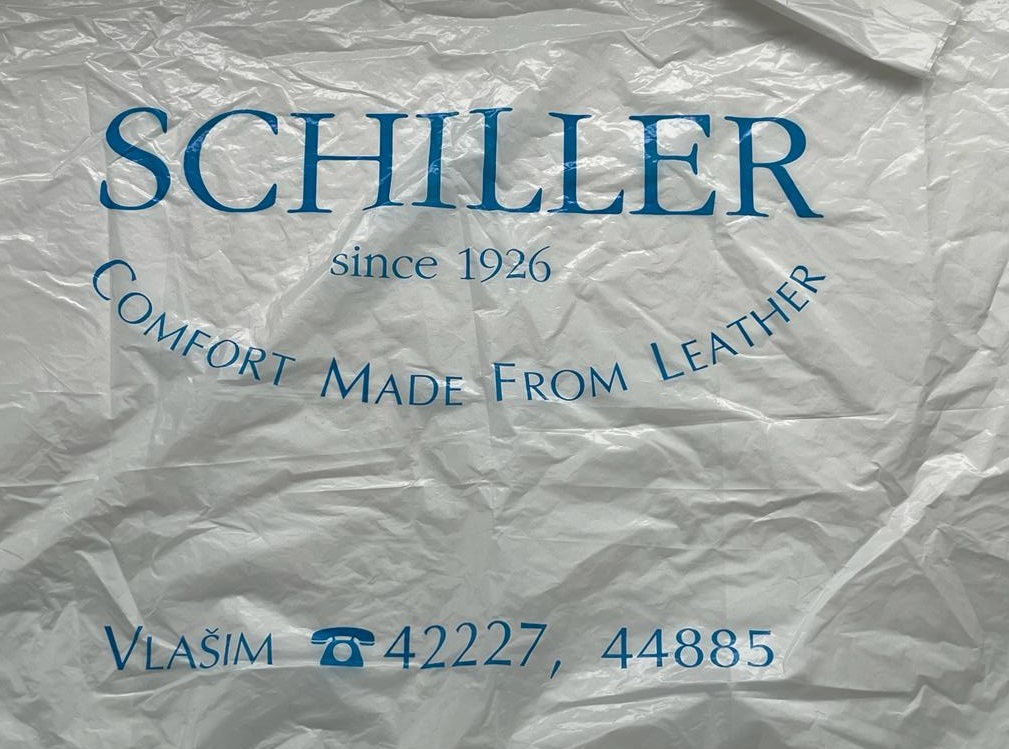 SCHILLER
since 1926
COMFORT MADE FROM LEATHER
VLAŠIM ☎ 42227, 44885